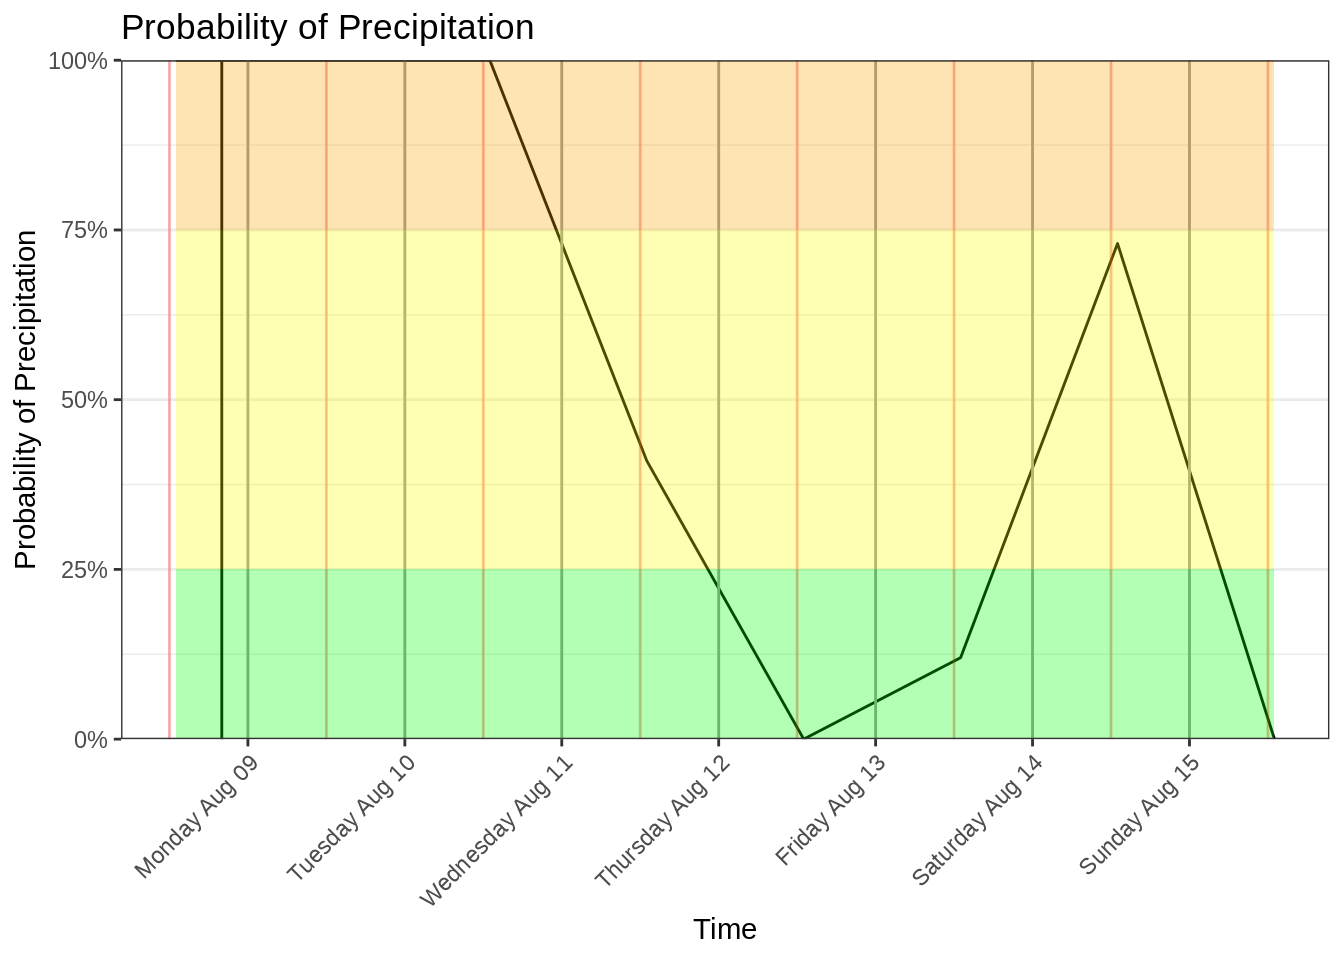 Probability of Precipitation
Probability of Precipitation
100%
75%
50%
25%
0%
Monday Aug 09
Tuesday Aug 10
Wednesday Aug 11
Thursday Aug 12
Friday Aug 13
Saturday Aug 14
Sunday Aug 15
Time